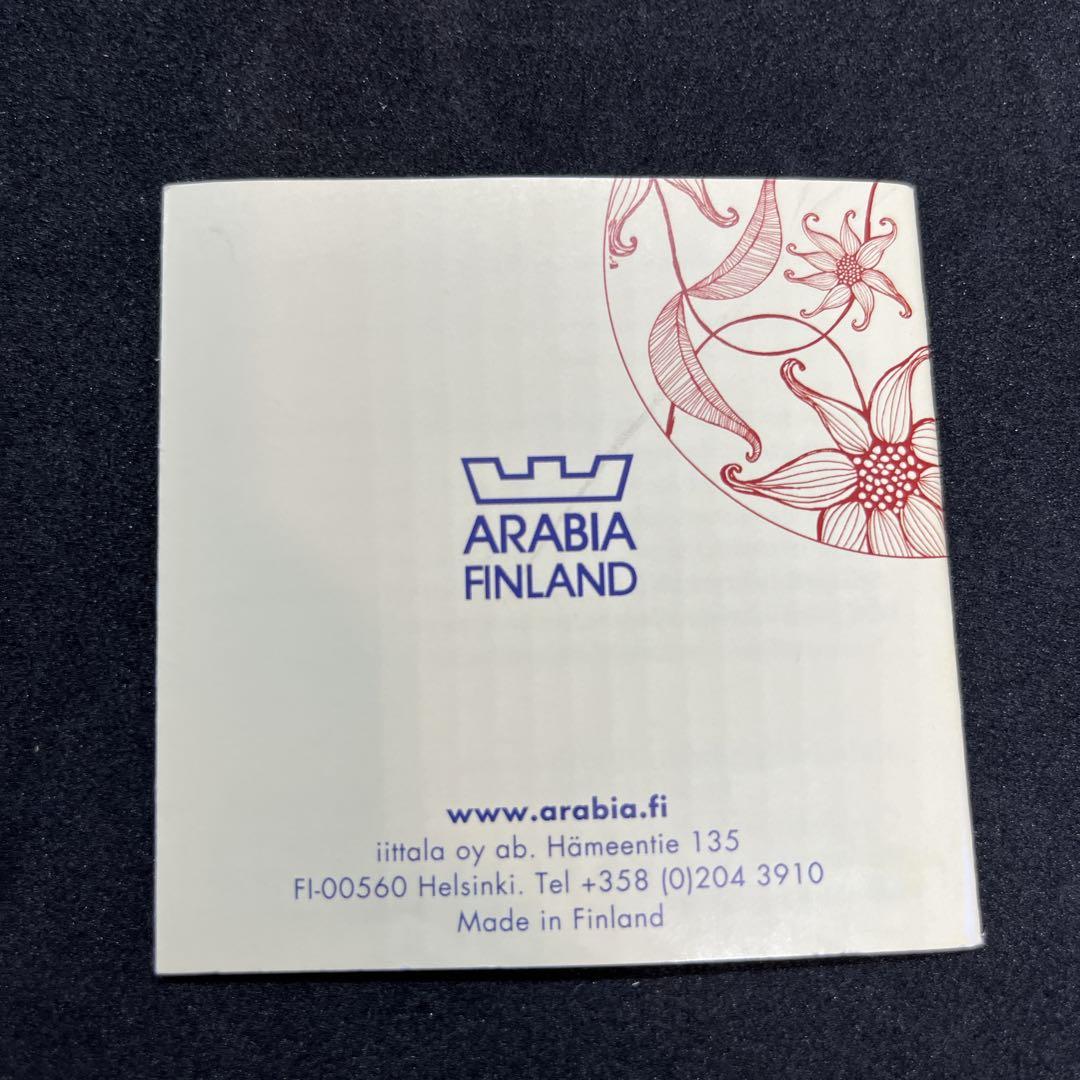 ARABIA
FINLAND
www.arabia.fi
iittala oy ab. Hämeentie 135
FI-00560 Helsinki. Tel +358 (0)204 3910
Made in Finland